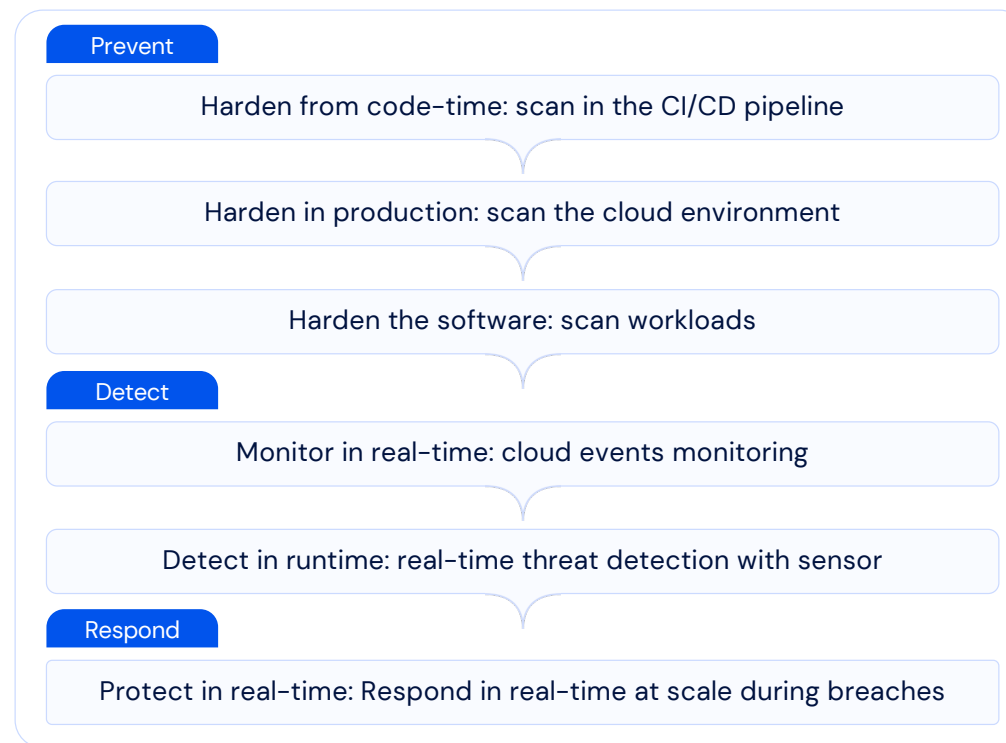 Prevent
Harden from code-time: scan in the CI/CD pipeline
Harden in production: scan the cloud environment
Harden the software: scan workloads
Detect
Monitor in real-time: cloud events monitoring
Detect in runtime: real-time threat detection with sensor
Respond
Protect in real-time: Respond in real-time at scale during breaches